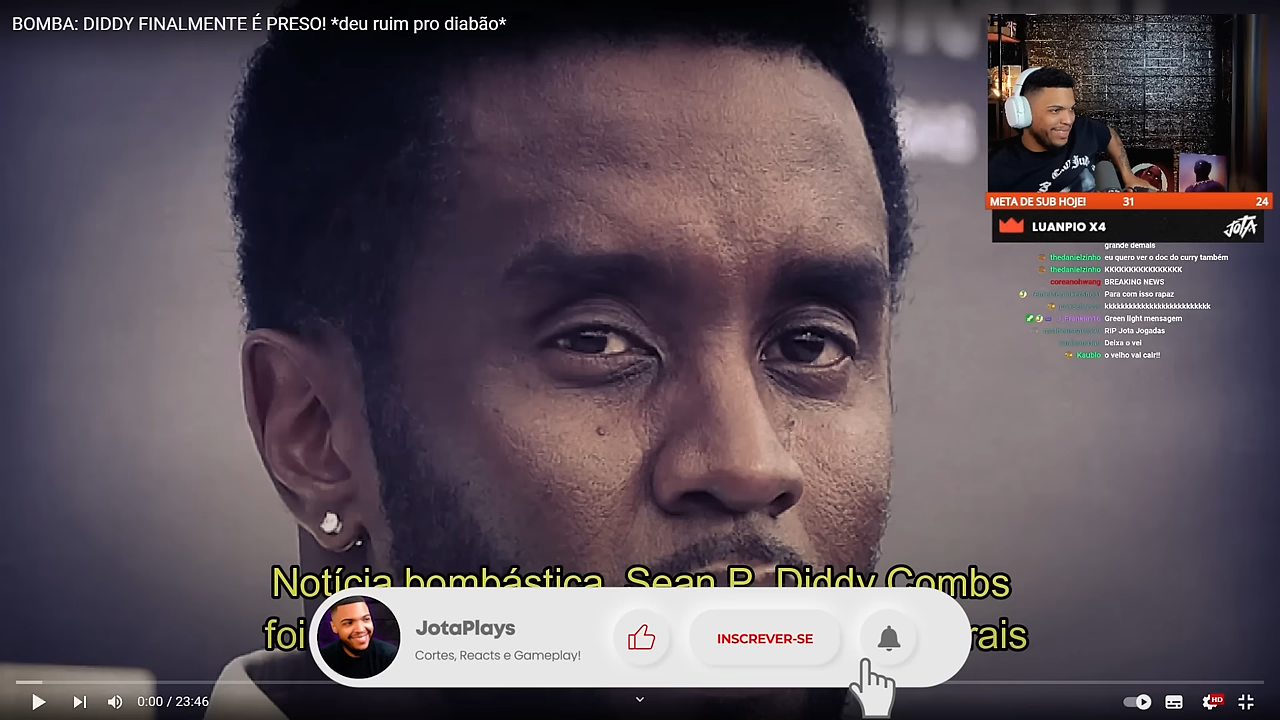 BOMBA: DIDDY FINALMENTE É PRESO! *deu ruim pro diabão*
META DE SUB HOJE! 31 24
LUANPIO X4 JOTA
grande demais
thedanielzinho eu quero ver o doc do curry também
thedanielzinho KKKKKKKKKKKKKKKK
coreanohwang BREAKING NEWS
Para com isso rapaz
kkkkkkkkkkkkkkkkkkkkkkkkkk
Green light mensagem
RIP Jota Jogadas
Deixa o vei
Kaublo o velho vai cair!!
Notícia bombástica, Sean P. Diddy Combs
foi rais
JotaPlays
Cortes, Reacts e Gameplay!
INSCREVER-SE
0:00 / 23:46
HD